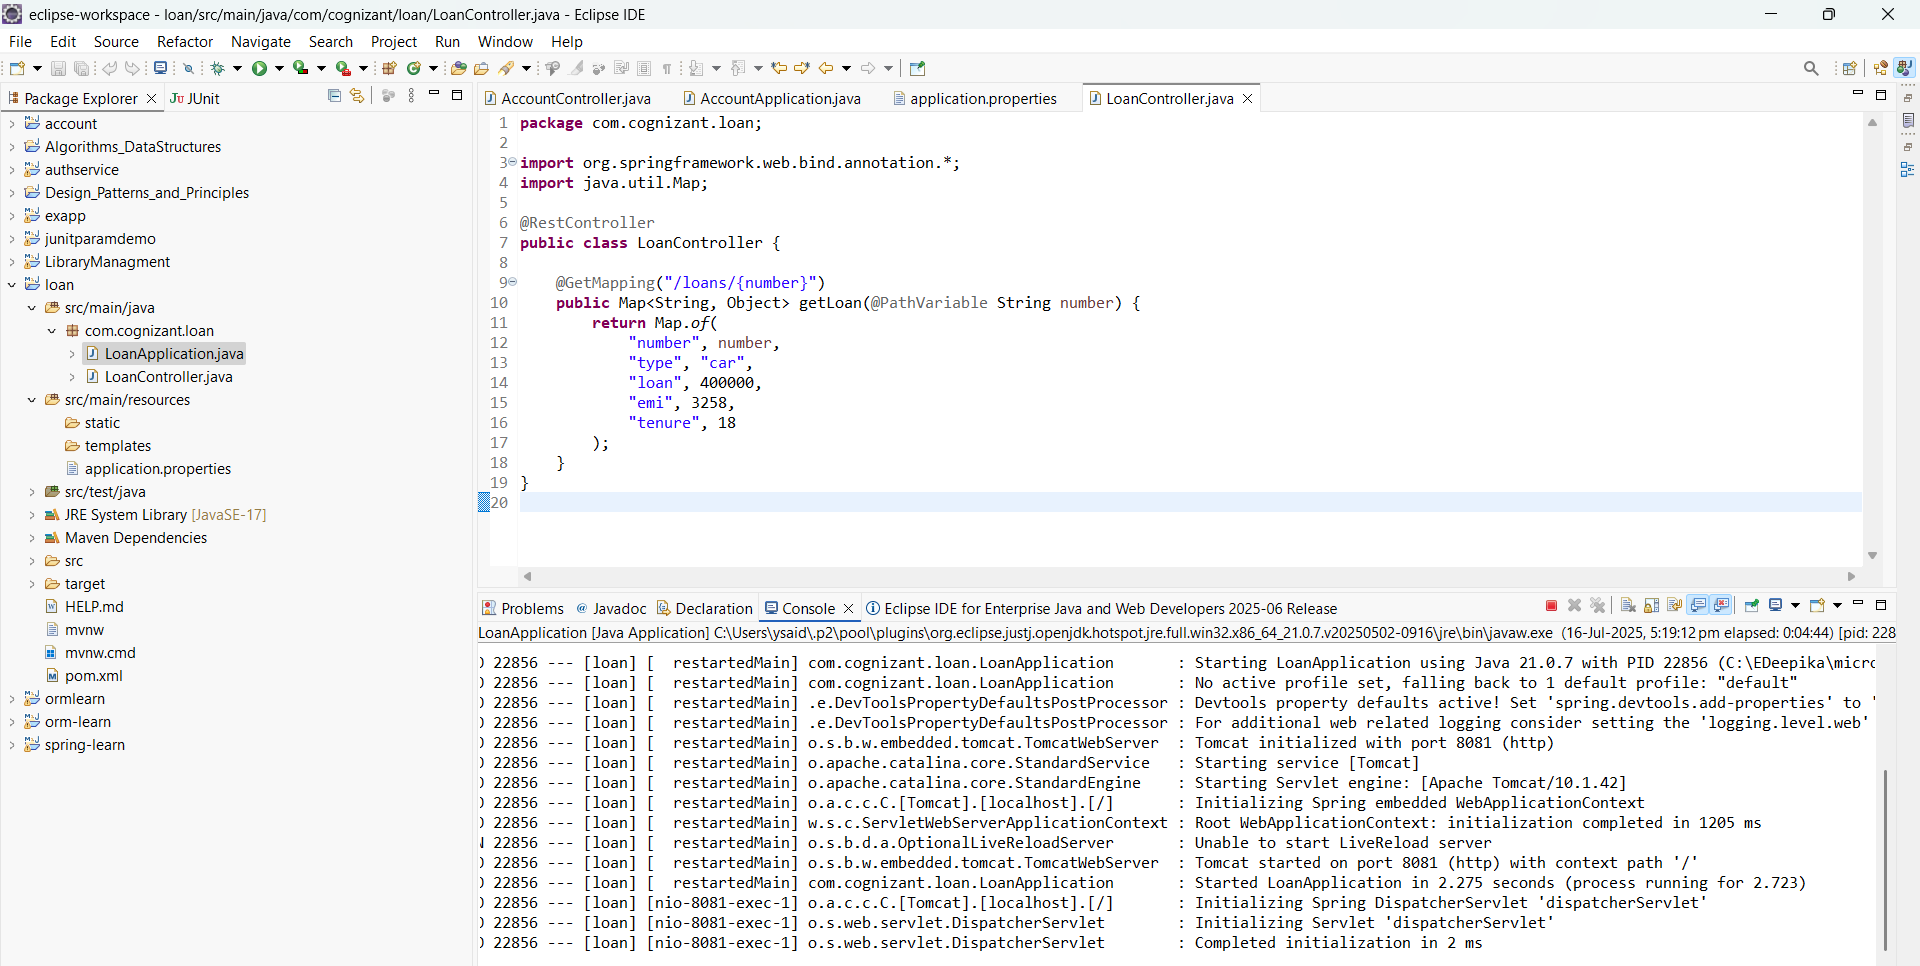 eclipse-workspace - loan/src/main/java/com/cognizant/loan/LoanController.java - Eclipse IDE
File Edit Source Refactor Navigate Search Project Run Window Help
Package Explorer
JUnit
account
Algorithms_DataStructures
authservice
Design_Patterns_and_Principles
exapp
junitparamdemo
LibraryManagment
loan
src/main/java
com.cognizant.loan
LoanApplication.java
LoanController.java
src/main/resources
static
templates
application.properties
src/test/java
JRE System Library [JavaSE-17]
Maven Dependencies
src
target
HELP.md
mvnw
mvnw.cmd
pom.xml
ormlearn
orm-learn
spring-learn
AccountController.java AccountApplication.java application.properties LoanController.java
1 package com.cognizant.loan;
2
3 import org.springframework.web.bind.annotation.*;
4 import java.util.Map;
5
6 @RestController
7 public class LoanController {
8
9 @GetMapping("/loans/{number}")
10 public Map<String, Object> getLoan(@PathVariable String number) {
11 return Map.of(
12 "number", number,
13 "type", "car",
14 "loan", 400000,
15 "emi", 3258,
16 "tenure", 18
17 );
18 }
19 }
20
Problems @ Javadoc Declaration Console Eclipse IDE for Enterprise Java and Web Developers 2025-06 Release
LoanApplication [Java Application] C:\Users\ysaid\.p2\pool\plugins\org.eclipse.justj.openjdk.hotspot.jre.full.win32.x86_64_21.0.7.v20250502-0916\jre\bin\javaw.exe (16-Jul-2025, 5:19:12 pm elapsed: 0:04:44) [pid: 228
22856 --- [loan] [ restartedMain] com.cognizant.loan.LoanApplication : Starting LoanApplication using Java 21.0.7 with PID 22856 (C:\EDeepika\micro
22856 --- [loan] [ restartedMain] com.cognizant.loan.LoanApplication : No active profile set, falling back to 1 default profile: "default"
22856 --- [loan] [ restartedMain] .e.DevToolsPropertyDefaultsPostProcessor : Devtools property defaults active! Set 'spring.devtools.add-properties' to '
22856 --- [loan] [ restartedMain] .e.DevToolsPropertyDefaultsPostProcessor : For additional web related logging consider setting the 'logging.level.web'
22856 --- [loan] [ restartedMain] o.s.b.w.embedded.tomcat.TomcatWebServer : Tomcat initialized with port 8081 (http)
22856 --- [loan] [ restartedMain] o.apache.catalina.core.StandardService : Starting service [Tomcat]
22856 --- [loan] [ restartedMain] o.apache.catalina.core.StandardEngine : Starting Servlet engine: [Apache Tomcat/10.1.42]
22856 --- [loan] [ restartedMain] o.a.c.c.C.[Tomcat].[localhost].[/] : Initializing Spring embedded WebApplicationContext
22856 --- [loan] [ restartedMain] w.s.c.ServletWebServerApplicationContext : Root WebApplicationContext: initialization completed in 1205 ms
22856 --- [loan] [ restartedMain] o.s.b.d.a.OptionalLiveReloadServer : Unable to start LiveReload server
22856 --- [loan] [ restartedMain] o.s.b.w.embedded.tomcat.TomcatWebServer : Tomcat started on port 8081 (http) with context path '/'
22856 --- [loan] [ restartedMain] com.cognizant.loan.LoanApplication : Started LoanApplication in 2.275 seconds (process running for 2.723)
22856 --- [loan] [nio-8081-exec-1] o.a.c.c.C.[Tomcat].[localhost].[/] : Initializing Spring DispatcherServlet 'dispatcherServlet'
22856 --- [loan] [nio-8081-exec-1] o.s.web.servlet.DispatcherServlet : Initializing Servlet 'dispatcherServlet'
22856 --- [loan] [nio-8081-exec-1] o.s.web.servlet.DispatcherServlet : Completed initialization in 2 ms